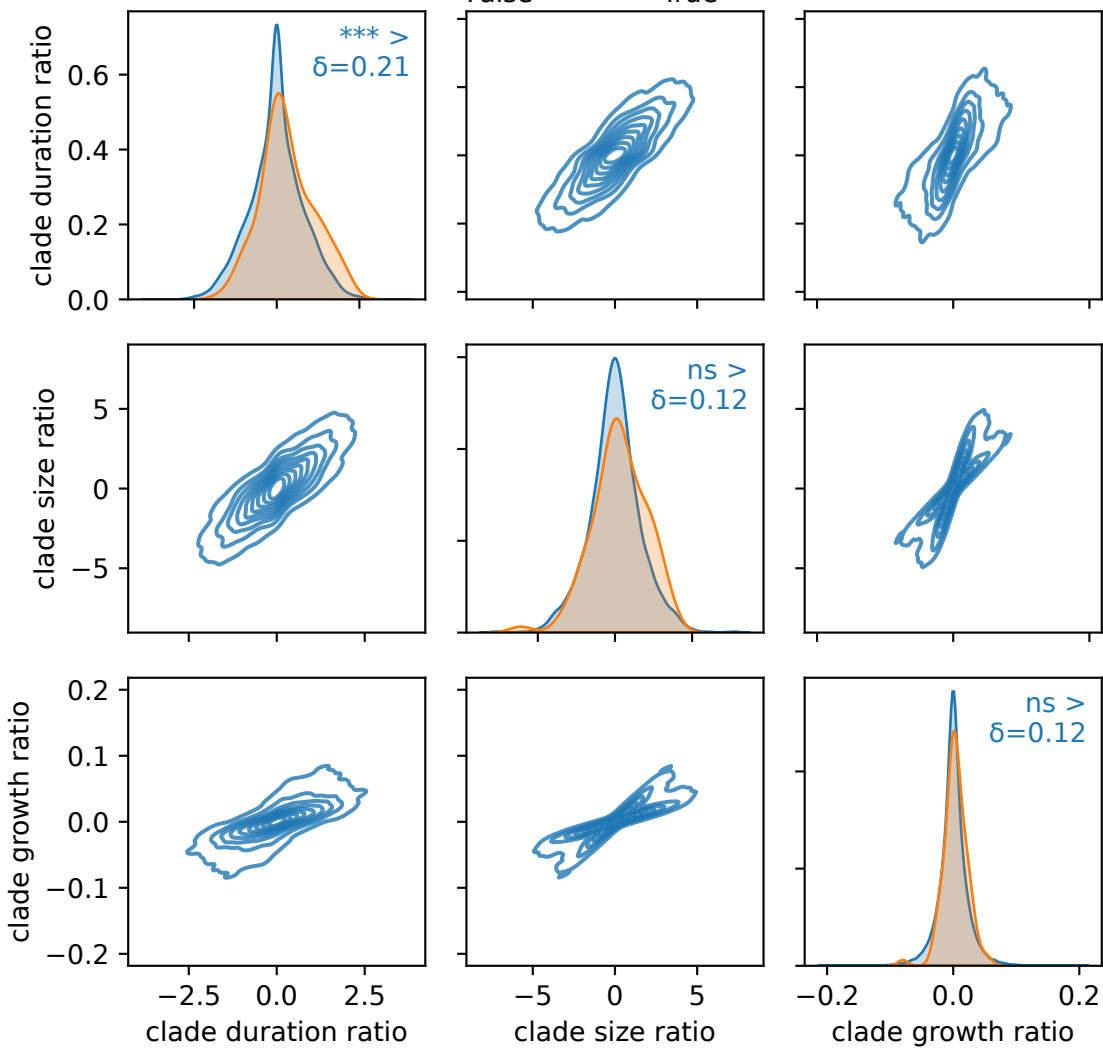 False True
clade duration ratio
0.6
0.4
0.2
0.0
*** >
δ=0.21
clade size ratio
5
0
−5
ns >
δ=0.12
clade growth ratio
0.2
0.1
0.0
−0.1
−0.2
ns >
δ=0.12
−2.5 0.0 2.5
−5 0 5
−0.2 0.0 0.2
clade duration ratio
clade size ratio
clade growth ratio